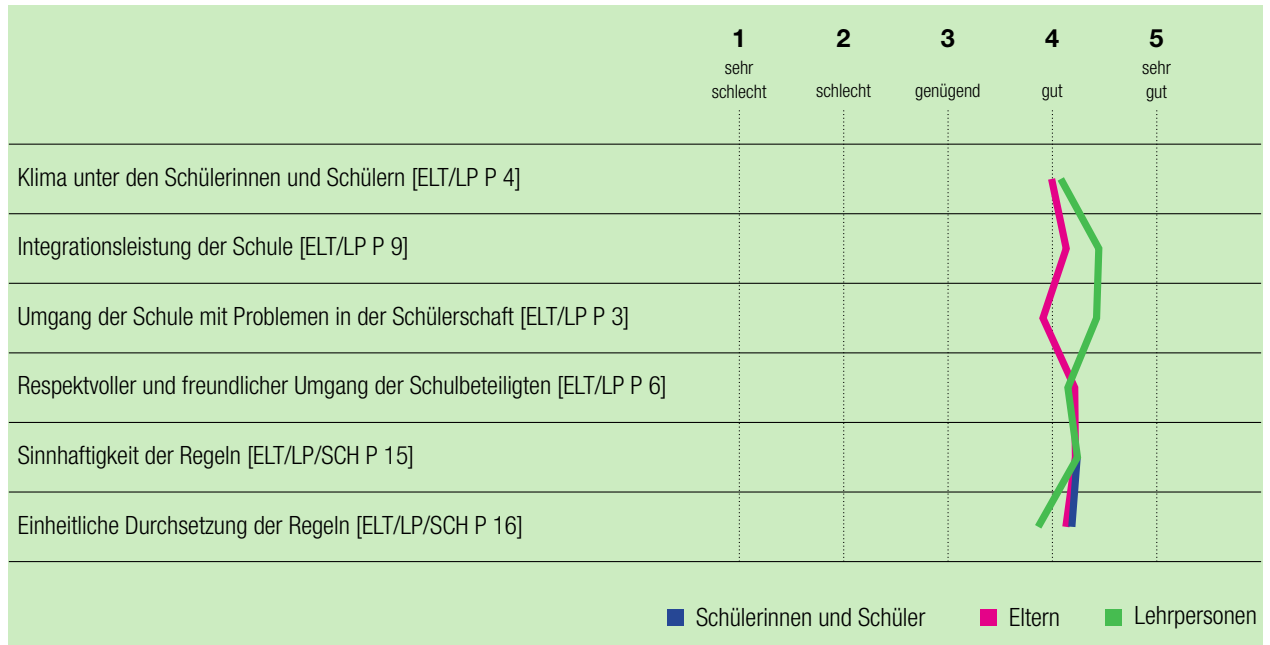 1 2 3 4 5
sehr schlecht schlecht genügend gut sehr gut
Klima unter den Schülerinnen und Schülern [ELT/LP P 4]
Integrationsleistung der Schule [ELT/LP P 9]
Umgang der Schule mit Problemen in der Schülerschaft [ELT/LP P 3]
Respektvoller und freundlicher Umgang der Schulbeteiligten [ELT/LP P 6]
Sinnhaftigkeit der Regeln [ELT/LP/SCH P 15]
Einheitliche Durchsetzung der Regeln [ELT/LP/SCH P 16]
Schülerinnen und Schüler Eltern Lehrpersonen